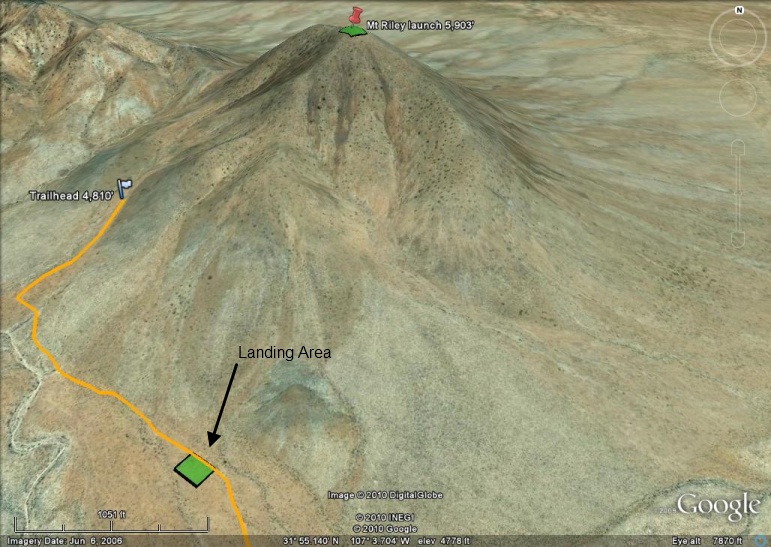 N
Mt Riley launch 5,903'
Trailhead 4,810'
Landing Area
Image © 2010 DigitalGlobe
© 2010 INEGI
© 2010 Google
Google
1051 ft
Imagery Date: Jun 6, 2006 31° 55.140' N 107° 3.704' W elev 4778 ft Eye alt 7870 ft